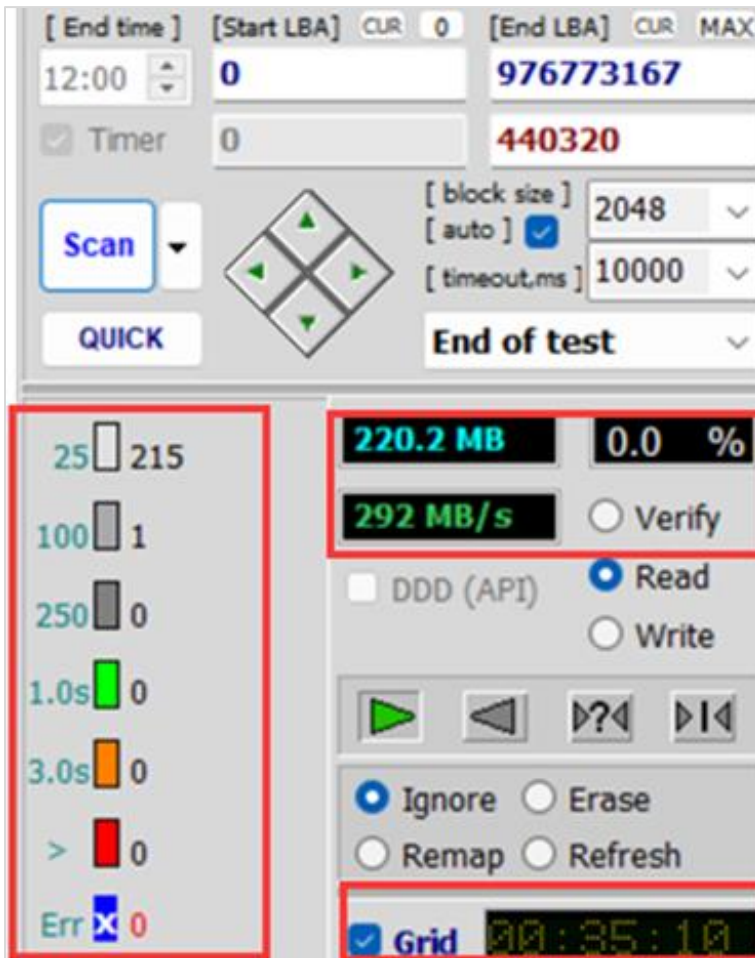 [ End time ] [Start LBA] CUR 0 [End LBA] CUR MAX
12:00 0 976773167
Timer 0 440320
[ block size ] 2048
Scan [ auto ]
[ timeout,ms ] 10000
QUICK End of test
25 215 220.2 MB 0.0 %
100 1 292 MB/s Verify
DDD (API) Read
250 0 Write
1.0s 0 ?
3.0s 0
Ignore Erase
> 0 Remap Refresh
Err x 0 Grid 00:35:10